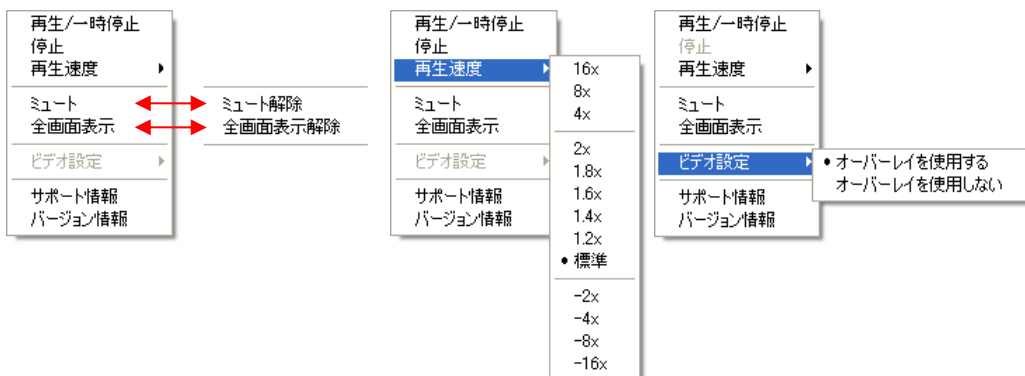 再生/一時停止
停止
再生速度
ミュート
全画面表示
ビデオ設定
サポート情報
バージョン情報
ミュート解除
全画面表示解除
再生/一時停止
停止
再生速度
ミュート
全画面表示
ビデオ設定
サポート情報
バージョン情報
16x
8x
4x
2x
1.8x
1.6x
1.4x
1.2x
標準
-2x
-4x
-8x
-16x
再生/一時停止
停止
再生速度
ミュート
全画面表示
ビデオ設定
サポート情報
バージョン情報
オーバーレイを使用する
オーバーレイを使用しない